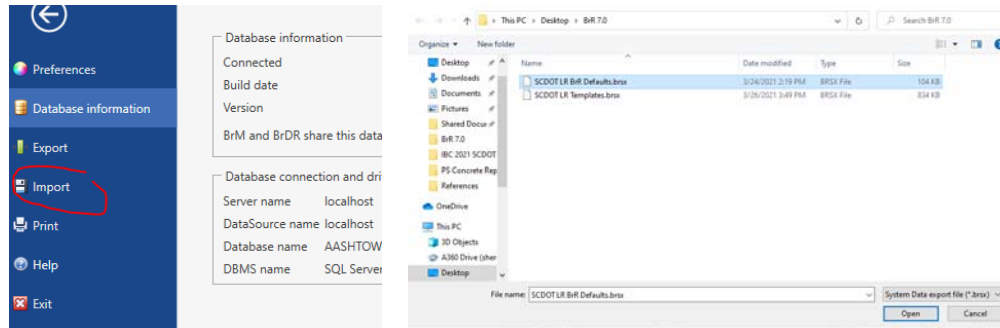 Preferences
Database information
Export
Import
Print
Help
Exit
Database information
Connected
Build date
Version
BrM and BrDR share this data
Database connection and dri
Server name localhost
DataSource name localhost
Database name AASHTOW
DBMS name SQL Server
This PC > Desktop > BrR 7.0
Search BrR 7.0
Organize New folder
Desktop
Downloads
Documents
Pictures
Shared Docu
BrR 7.0
IBC 2021 SCDOT
PS Concrete Rep
References
OneDrive
This PC
3D Objects
A360 Drive (sher
Desktop
Name Date modified Type Size
SCDOT LR BrR Defaults.brsx 3/24/2021 2:19 PM BRSX File 104 KB
SCDOT LR Templates.brsx 3/26/2021 3:49 PM BRSX File 834 KB
File name: SCDOT LR BrR Defaults.brsx System Data export file (*.brsx)
Open Cancel